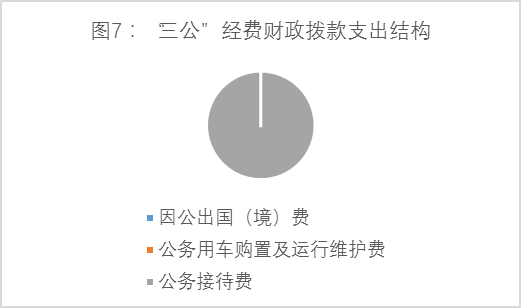 图7：“三公”经费财政拨款支出结构
因公出国（境）费
公务用车购置及运行维护费
公务接待费